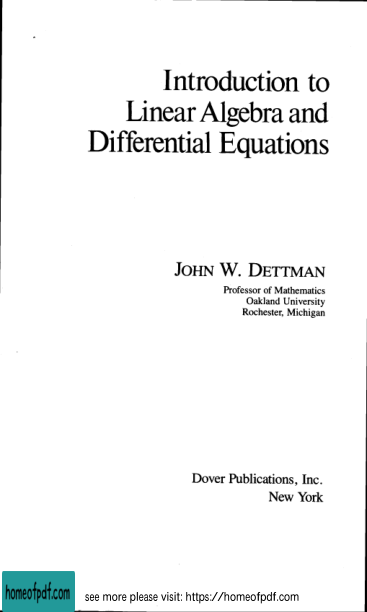 Introduction to
Linear Algebra and
Differential Equations
JOHN W. DETTMAN
Professor of Mathematics
Oakland University
Rochester, Michigan
Dover Publications, Inc.
New York
homeofpdf.com
see more please visit: https://homeofpdf.com